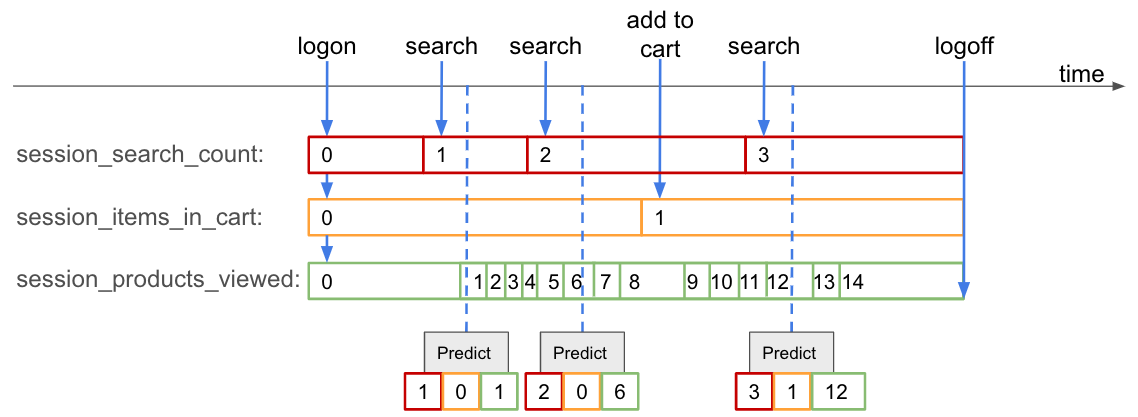 logon search search add to cart search logoff
time
session_search_count: 0 1 2 3
session_items_in_cart: 0 1
session_products_viewed: 0 1 2 3 4 5 6 7 8 9 10 11 12 13 14
Predict Predict Predict
1 0 1 2 0 6 3 1 12